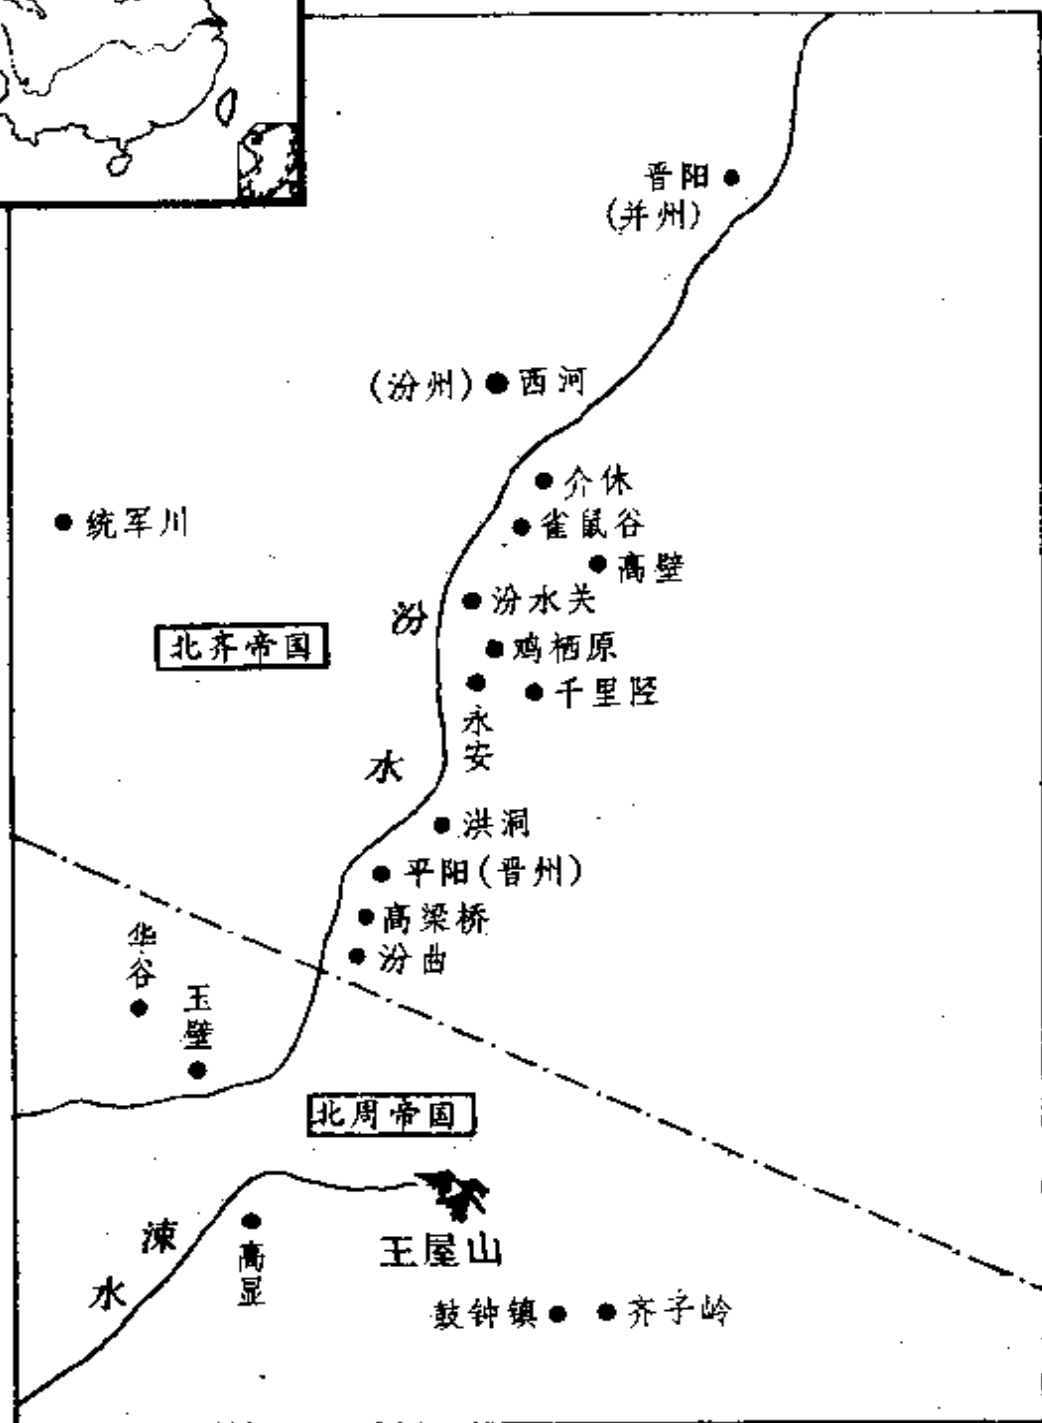 晋阳
(并州)
(汾州) 西河
介休
统军川
雀鼠谷
高壁
汾水关
汾水
北齐帝国
鸡栖原
千里陉
永安
洪洞
平阳(晋州)
高梁桥
汾曲
华谷
玉壁
北周帝国
涑水
高显
王屋山
鼓钟镇
齐子岭